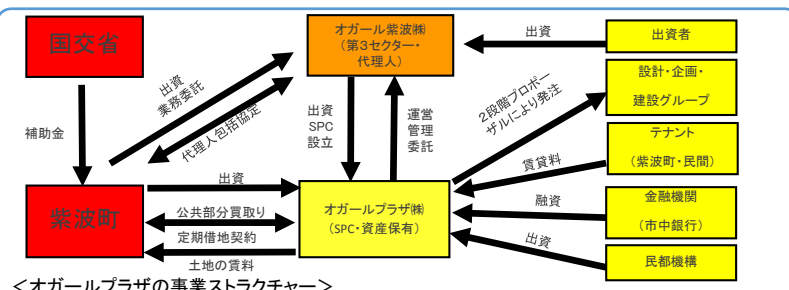 国交省
オガール紫波㈱
(第3セクター・
代理人)
出資
出資者
設計・企画・
建設グループ
出資
業務委託
代理人包括協定
補助金
出資
SPC
設立
運営
管理
委託
2段階プロポー
ザルにより発注
テナント
(紫波町・民間)
賃貸料
紫波町
出資
公共部分買取り
定期借地契約
土地の賃料
オガールプラザ㈱
(SPC・資産保有)
融資
金融機関
(市中銀行)
出資
民都機構
<オガールプラザの事業ストラクチャー>